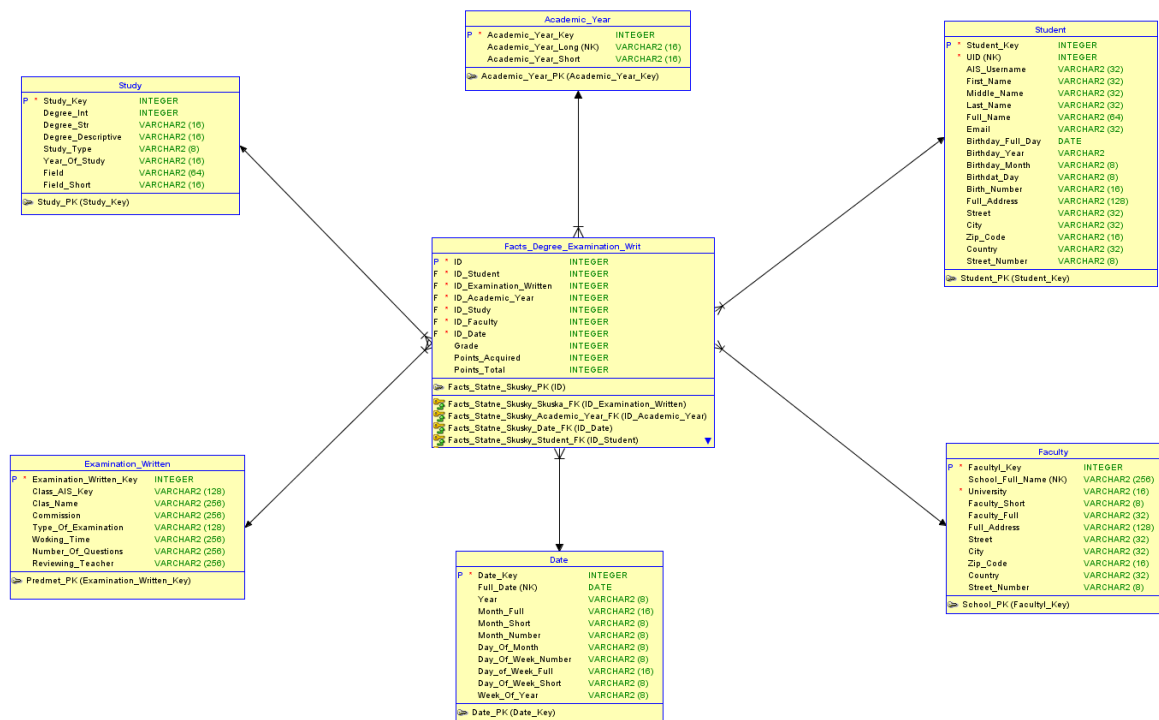 Academic_Year
P * Academic_Year_Key INTEGER
Academic_Year_Long (NK) VARCHAR2 (16)
Academic_Year_Short VARCHAR2 (16)
Academic_Year_PK (Academic_Year_Key)
Student
P * Student_Key INTEGER
* UID (NK) INTEGER
AIS_Username VARCHAR2 (32)
First_Name VARCHAR2 (32)
Middle_Name VARCHAR2 (32)
Last_Name VARCHAR2 (32)
Full_Name VARCHAR2 (64)
Email VARCHAR2 (32)
Birthday_Full_Day DATE
Birthday_Year VARCHAR2
Birthday_Month VARCHAR2 (8)
Birthdat_Day VARCHAR2 (8)
Birth_Number VARCHAR2 (16)
Full_Address VARCHAR2 (128)
Street VARCHAR2 (32)
City VARCHAR2 (32)
Zip_Code VARCHAR2 (16)
Country VARCHAR2 (32)
Street_Number VARCHAR2 (8)
Student_PK (Student_Key)
Study
P * Study_Key INTEGER
Degree_Int INTEGER
Degree_Str VARCHAR2 (16)
Degree_Descriptive VARCHAR2 (16)
Study_Type VARCHAR2 (8)
Year_Of_Study VARCHAR2 (16)
Field VARCHAR2 (64)
Field_Short VARCHAR2 (16)
Study_PK (Study_Key)
Facts_Degree_Examination_Writ
P * ID INTEGER
F * ID_Student INTEGER
F * ID_Examination_Written INTEGER
F * ID_Academic_Year INTEGER
F * ID_Study INTEGER
F * ID_Faculty INTEGER
F * ID_Date INTEGER
Grade INTEGER
Points_Acquired INTEGER
Points_Total INTEGER
Facts_Statne_Skusky_PK (ID)
Facts_Statne_Skusky_Skuska_FK (ID_Examination_Written)
Facts_Statne_Skusky_Academic_Year_FK (ID_Academic_Year)
Facts_Statne_Skusky_Date_FK (ID_Date)
Facts_Statne_Skusky_Student_FK (ID_Student)
Examination_Written
P * Examination_Written_Key INTEGER
Class_AIS_Key VARCHAR2 (128)
Clas_Name VARCHAR2 (256)
Commission VARCHAR2 (256)
Type_Of_Examination VARCHAR2 (128)
Working_Time VARCHAR2 (256)
Number_Of_Questions VARCHAR2 (256)
Reviewing_Teacher VARCHAR2 (256)
Predmet_PK (Examination_Written_Key)
Faculty
P * Facultyl_Key INTEGER
School_Full_Name (NK) VARCHAR2 (256)
* University VARCHAR2 (16)
Faculty_Short VARCHAR2 (8)
Faculty_Full VARCHAR2 (32)
Full_Address VARCHAR2 (128)
Street VARCHAR2 (32)
City VARCHAR2 (32)
Zip_Code VARCHAR2 (16)
Country VARCHAR2 (32)
Street_Number VARCHAR2 (8)
School_PK (Facultyl_Key)
Date
P * Date_Key INTEGER
Full_Date (NK) DATE
Year VARCHAR2 (8)
Month_Full VARCHAR2 (16)
Month_Short VARCHAR2 (8)
Month_Number VARCHAR2 (8)
Day_Of_Month VARCHAR2 (8)
Day_Of_Week_Number VARCHAR2 (8)
Day_of_Week_Full VARCHAR2 (16)
Day_Of_Week_Short VARCHAR2 (8)
Week_Of_Year VARCHAR2 (8)
Date_PK (Date_Key)